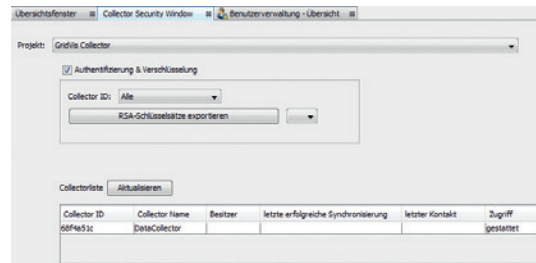 Übersichtsfenster Collector Security Window Benutzerverwaltung - Übersicht
Projekt: GridVis Collector
Authentifizierung & Verschlüsselung
Collector ID: Alle
RSA-Schlüsselsätze exportieren
Collectorliste Aktualisieren
Collector ID Collector Name Besitzer letzte erfolgreiche Synchronisierung letzter Kontakt Zugriff
68f4a51c DataCollector gestattet